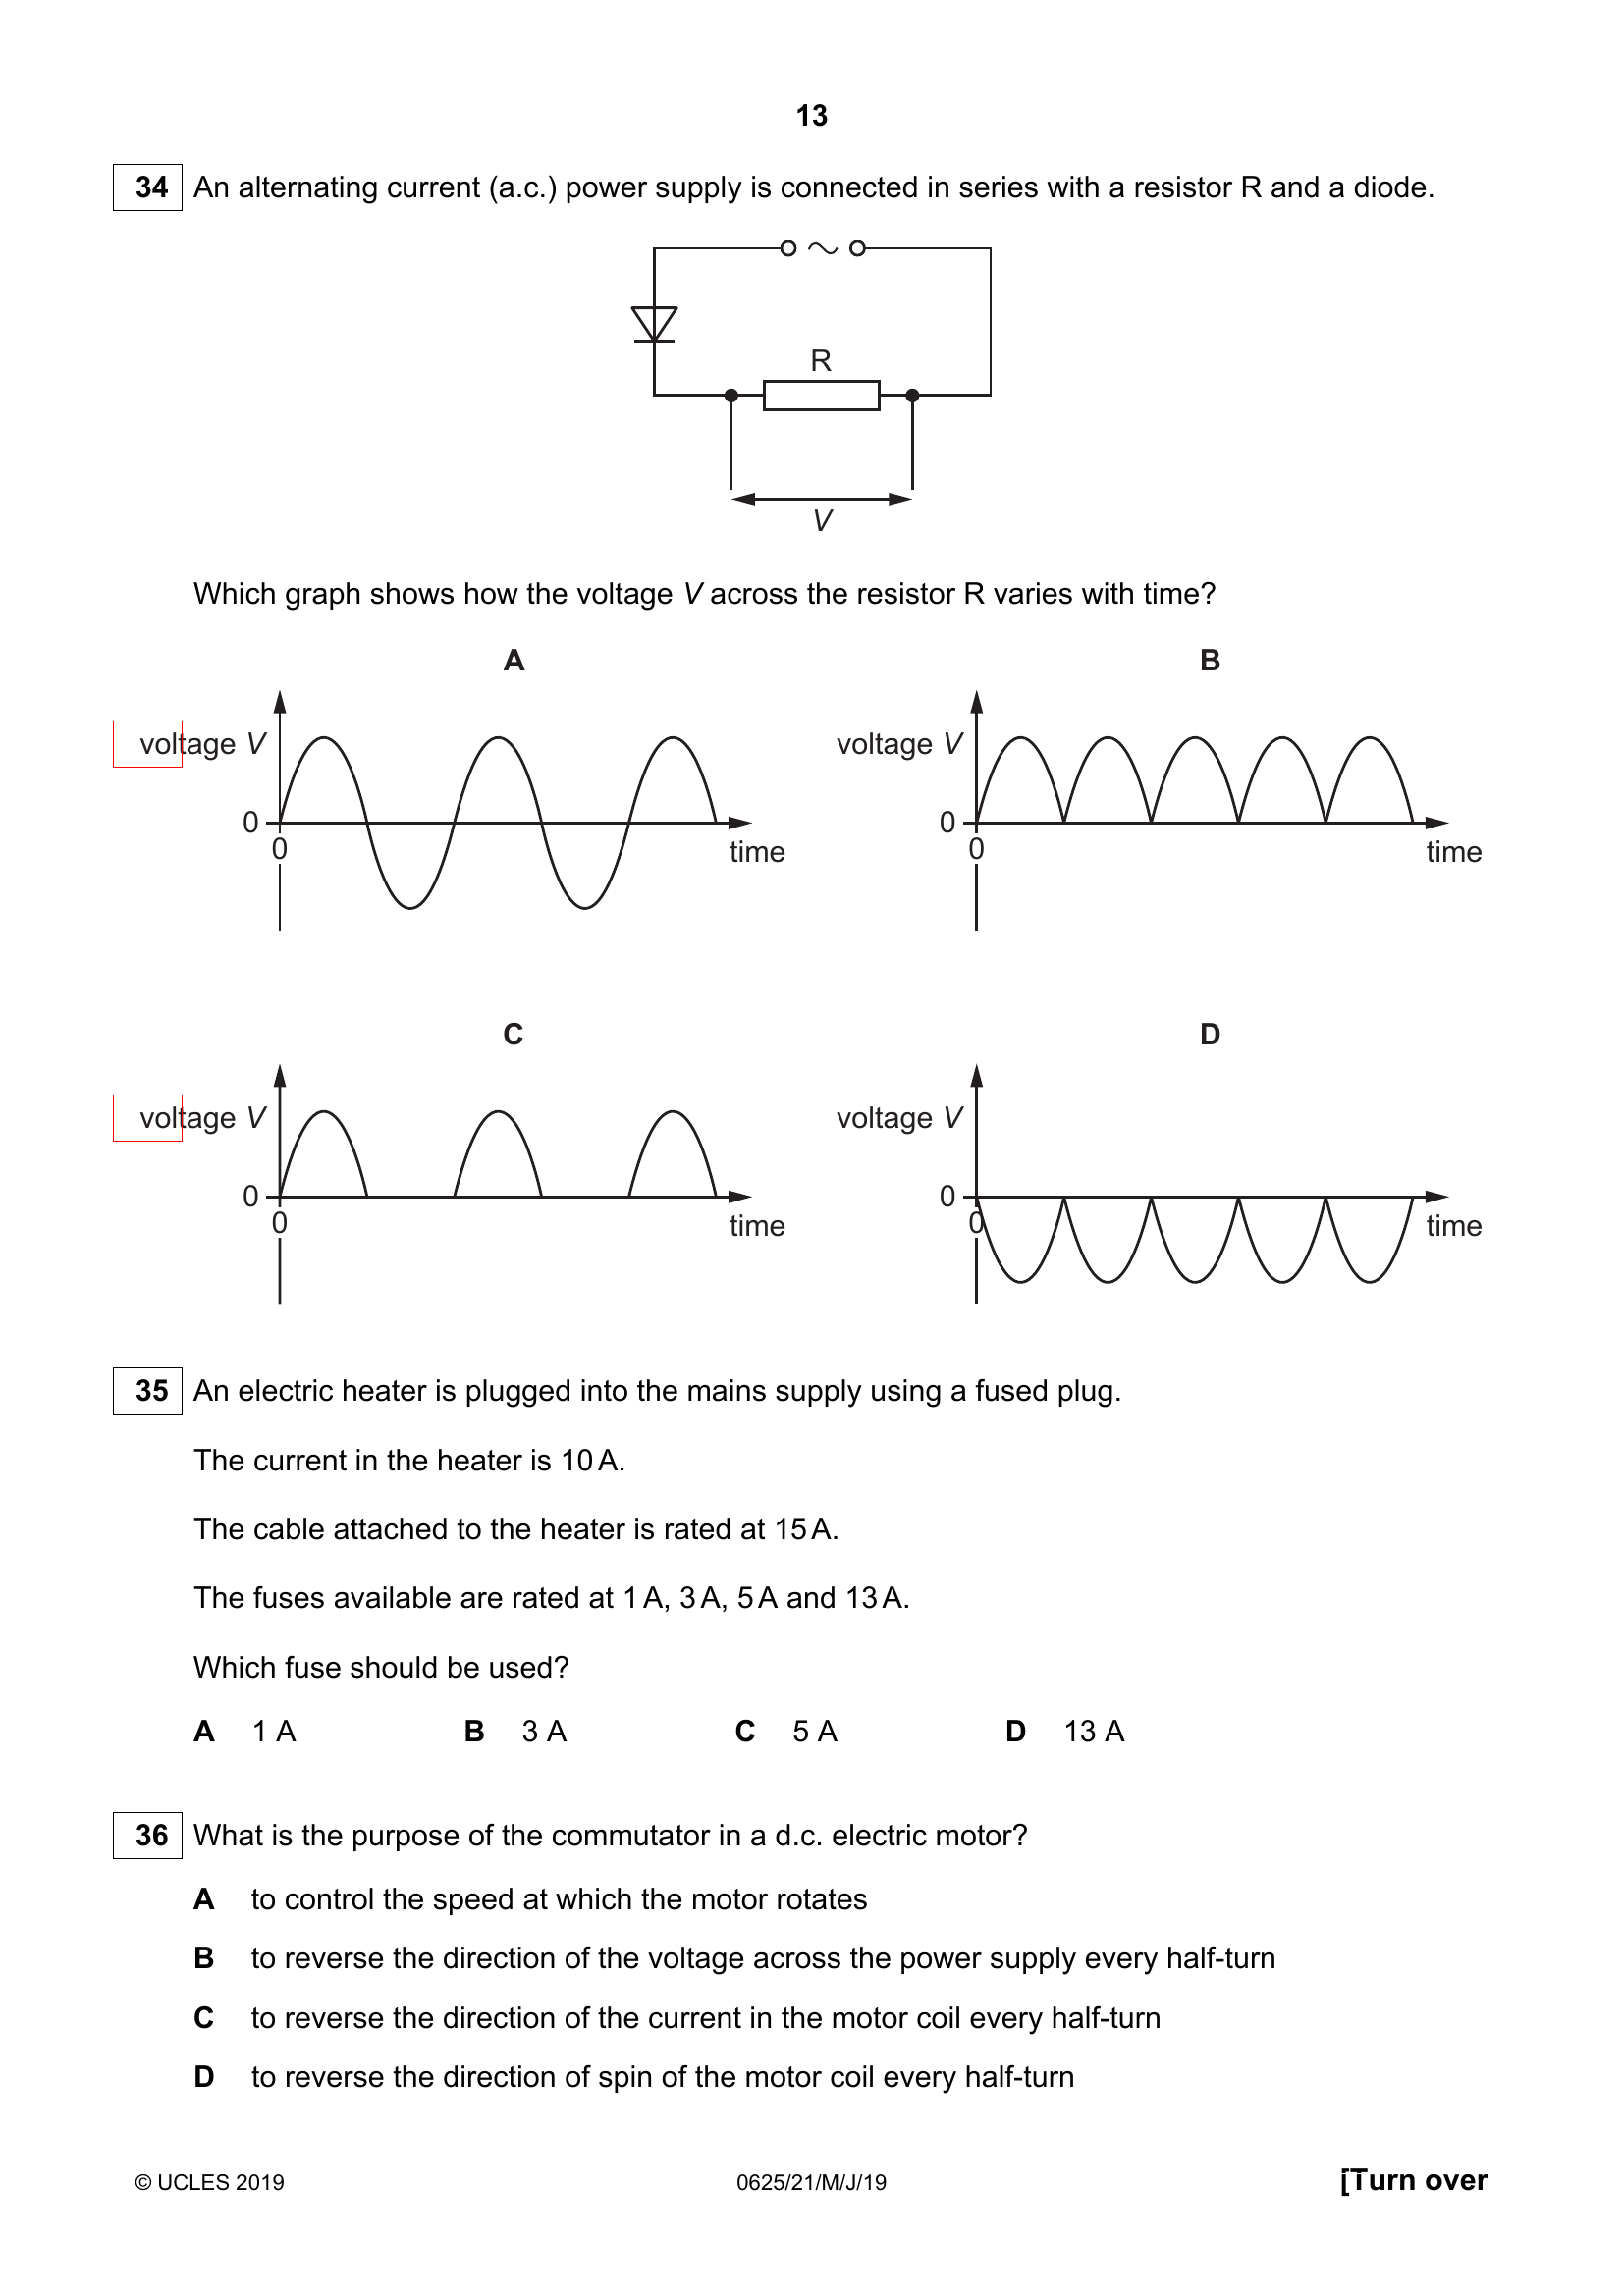 13
34 An alternating current (a.c.) power supply is connected in series with a resistor R and a diode.
R
V
Which graph shows how the voltage V across the resistor R varies with time?
A
voltage V
0
0
time
B
voltage V
0
0
time
C
voltage V
0
0
time
D
voltage V
0
0
time
35 An electric heater is plugged into the mains supply using a fused plug.
The current in the heater is 10 A.
The cable attached to the heater is rated at 15 A.
The fuses available are rated at 1 A, 3 A, 5 A and 13 A.
Which fuse should be used?
A 1 A B 3 A C 5 A D 13 A
36 What is the purpose of the commutator in a d.c. electric motor?
A to control the speed at which the motor rotates
B to reverse the direction of the voltage across the power supply every half-turn
C to reverse the direction of the current in the motor coil every half-turn
D to reverse the direction of spin of the motor coil every half-turn
© UCLES 2019 0625/21/M/J/19 [Turn over